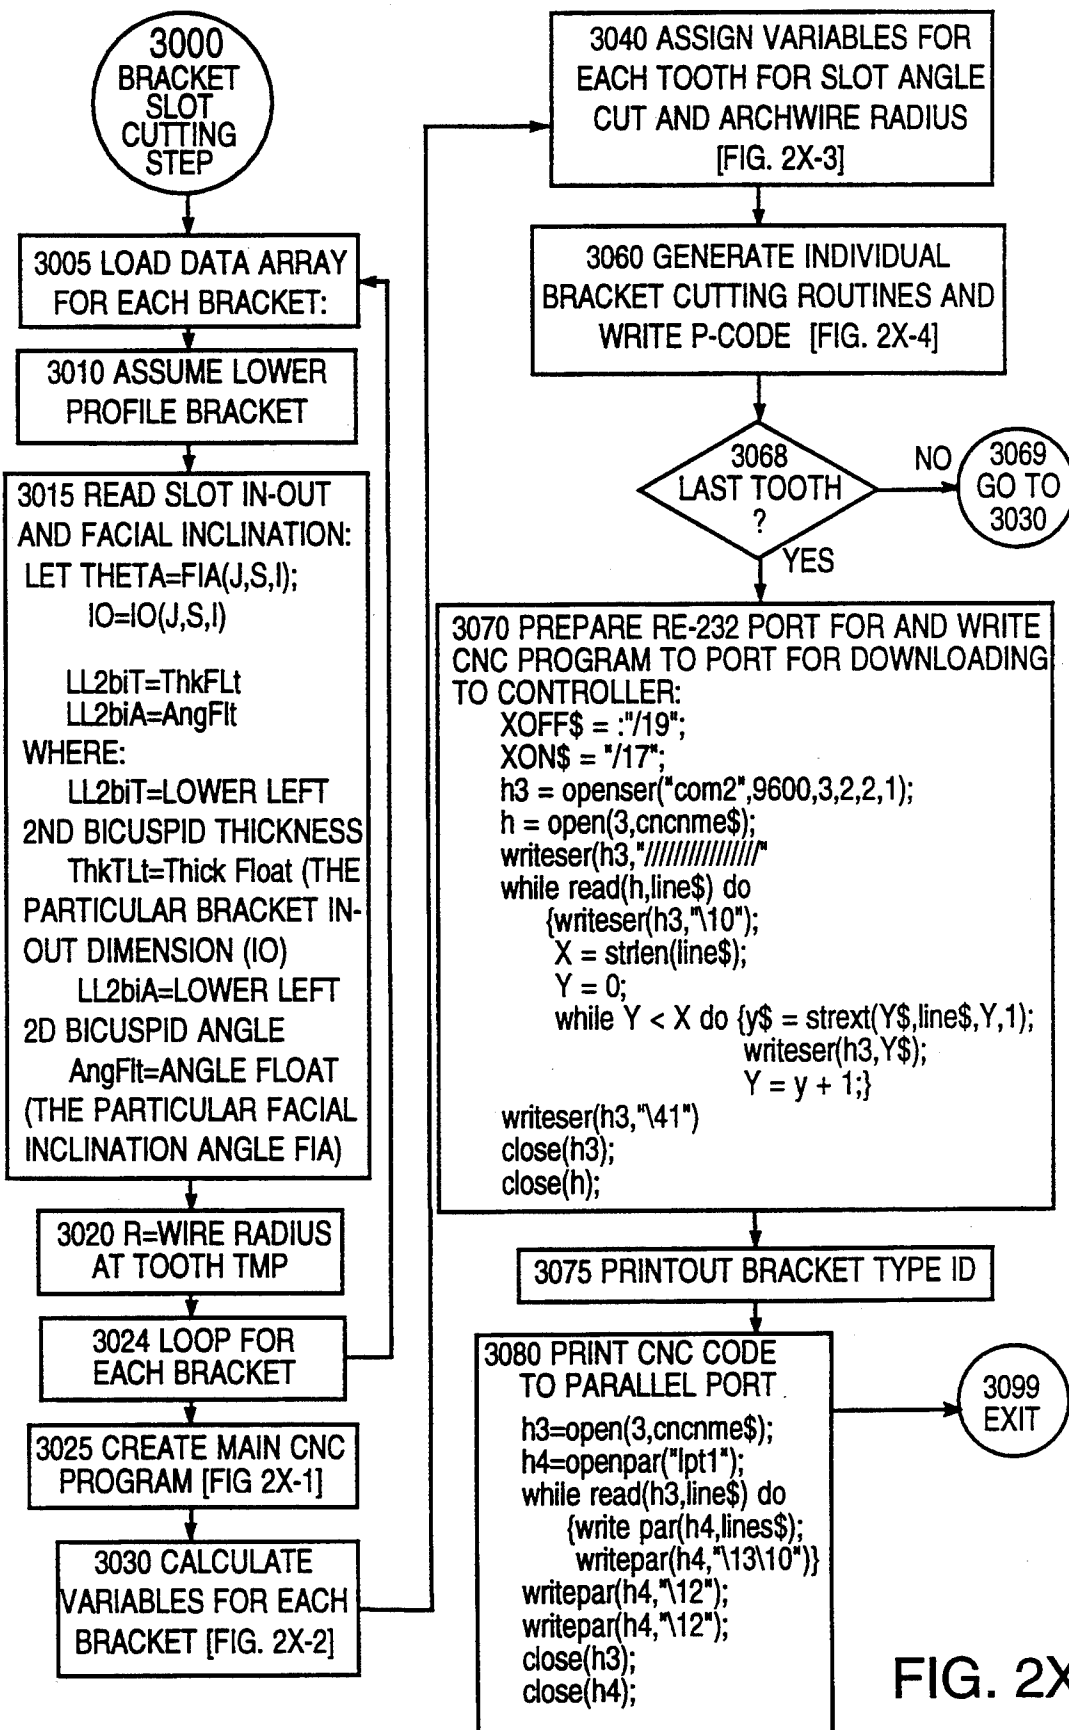 3000
BRACKET
SLOT
CUTTING
STEP
3005 LOAD DATA ARRAY
FOR EACH BRACKET:
3010 ASSUME LOWER
PROFILE BRACKET
3015 READ SLOT IN-OUT
AND FACIAL INCLINATION:
LET THETA=FIA(J,S,I);
IO=IO(J,S,I)
LL2biT=ThkFLt
LL2biA=AngFlt
WHERE:
LL2biT=LOWER LEFT
2ND BICUSPID THICKNESS
ThkTLt=Thick Float (THE
PARTICULAR BRACKET IN-
OUT DIMENSION (IO)
LL2biA=LOWER LEFT
2D BICUSPID ANGLE
AngFlt=ANGLE FLOAT
(THE PARTICULAR FACIAL
INCLINATION ANGLE FIA)
3020 R=WIRE RADIUS
AT TOOTH TMP
3024 LOOP FOR
EACH BRACKET
3025 CREATE MAIN CNC
PROGRAM [FIG 2X-1]
3030 CALCULATE
VARIABLES FOR EACH
BRACKET [FIG. 2X-2]
3040 ASSIGN VARIABLES FOR
EACH TOOTH FOR SLOT ANGLE
CUT AND ARCHWIRE RADIUS
[FIG. 2X-3]
3060 GENERATE INDIVIDUAL
BRACKET CUTTING ROUTINES AND
WRITE P-CODE [FIG. 2X-4]
3068
LAST TOOTH
?
NO
3069
GO TO
3030
YES
3070 PREPARE RE-232 PORT FOR AND WRITE
CNC PROGRAM TO PORT FOR DOWNLOADING
TO CONTROLLER:
XOFF$ = :"/19";
XON$ = "/17";
h3 = openser("com2",9600,3,2,2,1);
h = open(3,cncnme$);
writeser(h3,"////////////////"
while read(h,line$) do
{writeser(h3,"\10");
X = strlen(line$);
Y = 0;
while Y < X do {y$ = strext(Y$,line$,Y,1);
writeser(h3,Y$);
Y = y + 1;}
writeser(h3,"\41")
close(h3);
close(h);
3075 PRINTOUT BRACKET TYPE ID
3080 PRINT CNC CODE
TO PARALLEL PORT
h3=open(3,cncnme$);
h4=openpar("lpt1");
while read(h3,line$) do
{write par(h4,lines$);
writepar(h4,"\13\10")}
writepar(h4,"\12");
writepar(h4,"\12");
close(h3);
close(h4);
3099
EXIT
FIG. 2X